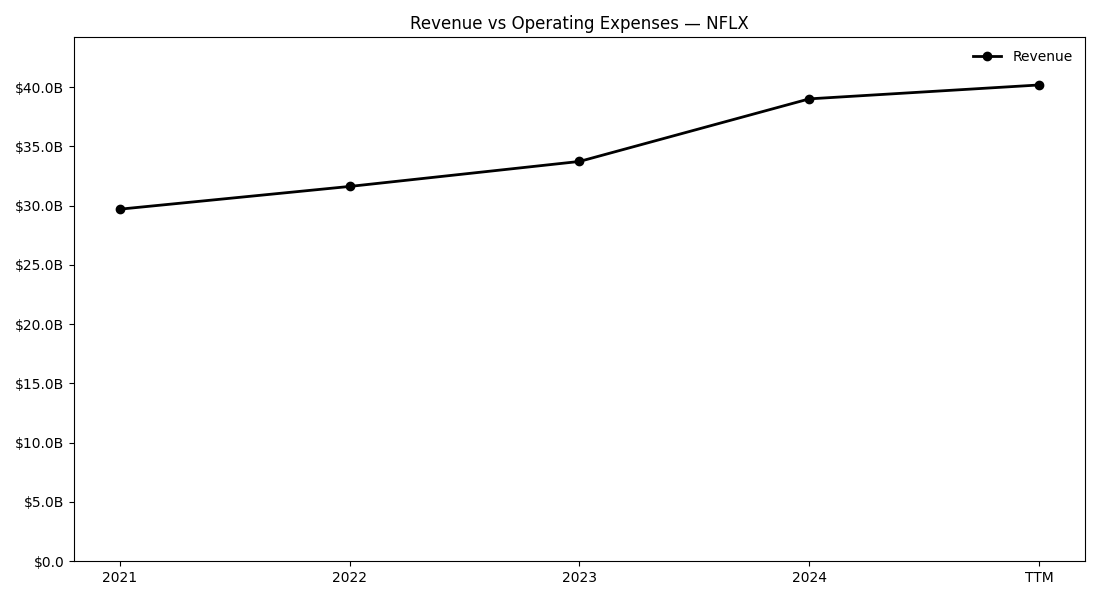 Revenue vs Operating Expenses — NFLX
Revenue
$40.0B
$35.0B
$30.0B
$25.0B
$20.0B
$15.0B
$10.0B
$5.0B
$0.0
2021 2022 2023 2024 TTM